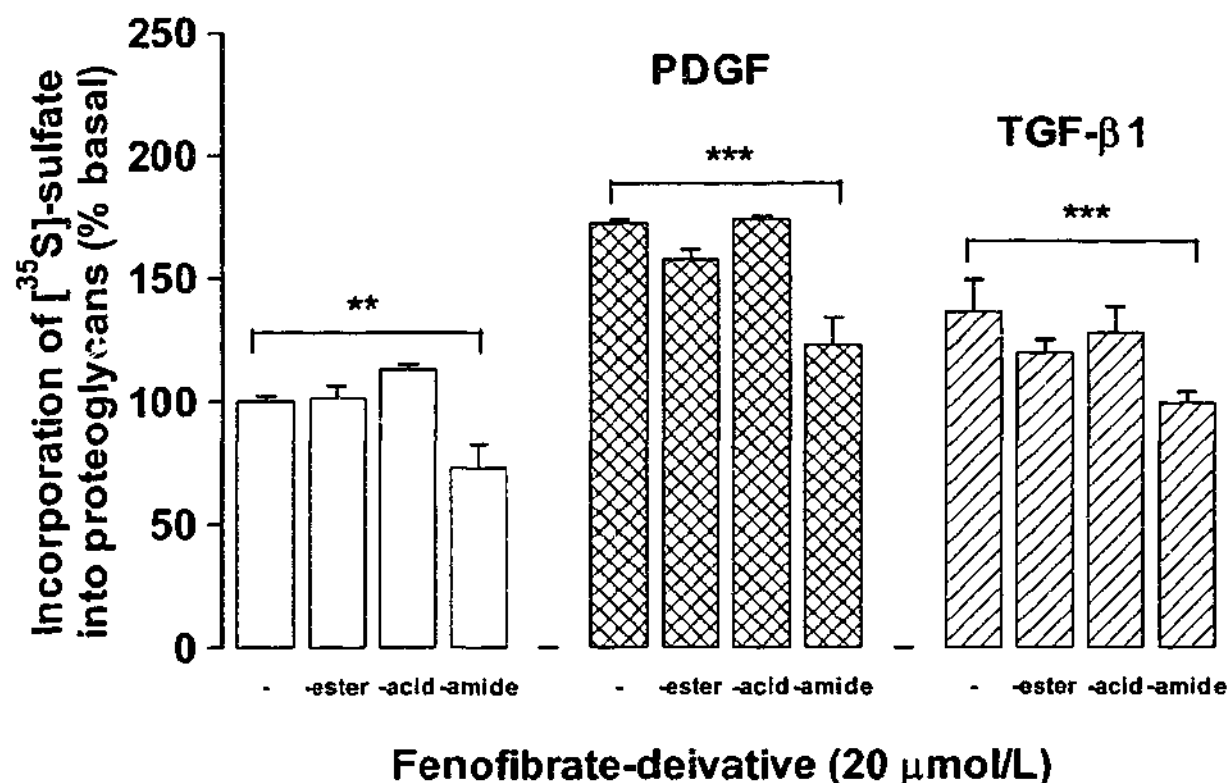 Incorporation of [³⁵S]-sulfate
into proteoglycans (% basal)
250
200
150
100
50
0
PDGF
TGF-β1
**
***
***
- -ester -acid -amide
- -ester -acid -amide
- -ester -acid -amide
Fenofibrate-deivative (20 μmol/L)